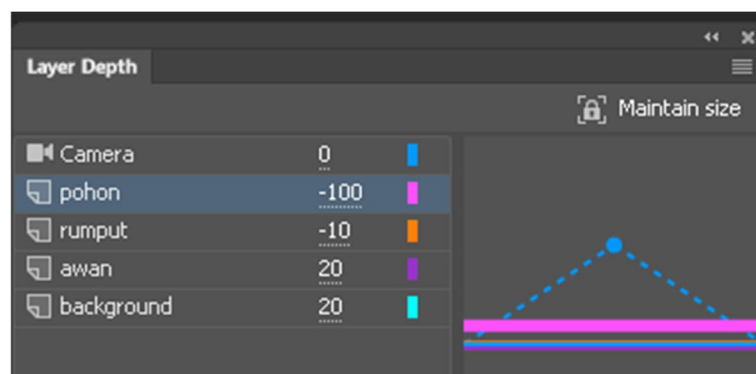 Layer Depth
Maintain size
Camera 0
pohon -100
rumput -10
awan 20
background 20